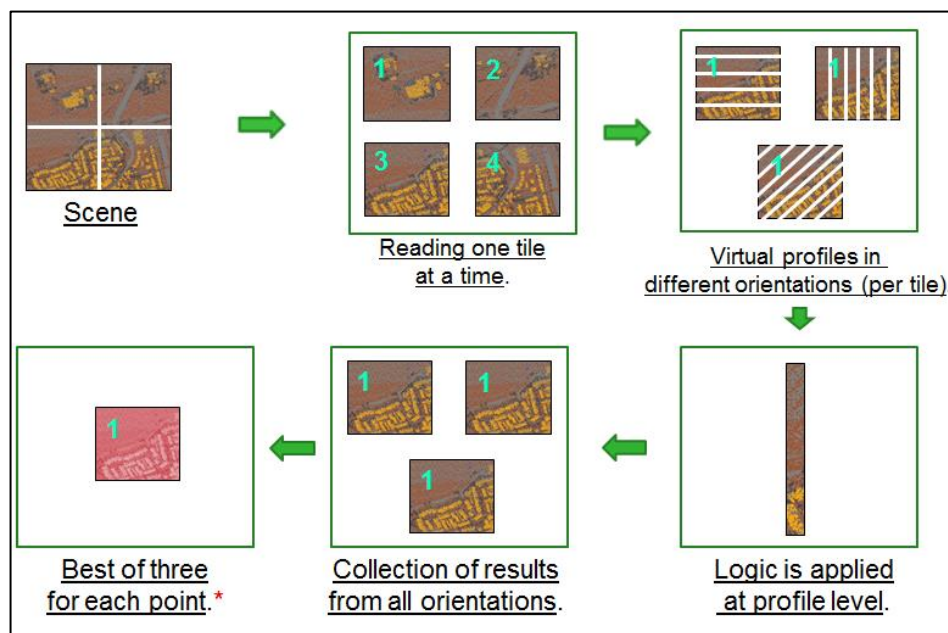 Scene
1
2
3
4
Reading one tile
at a time.
1
1
1
Virtual profiles in
different orientations (per tile)
Logic is applied
at profile level.
1
1
1
Collection of results
from all orientations.
1
Best of three
for each point.*